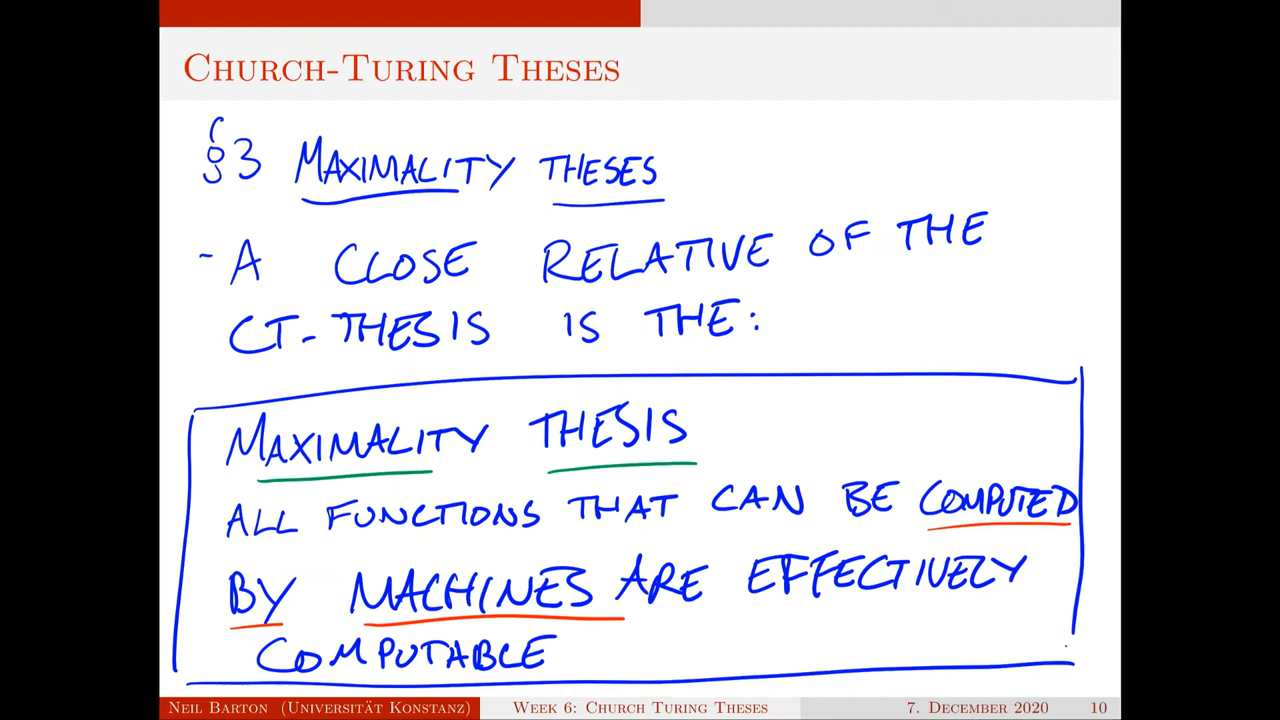 Church-Turing Theses
§3 MAXIMALITY THESES
- A CLOSE RELATIVE OF THE
CT-THESIS IS THE:
MAXIMALITY THESIS
ALL FUNCTIONS THAT CAN BE COMPUTED
BY MACHINES ARE EFFECTIVELY
COMPUTABLE
Neil Barton (Universität Konstanz) Week 6: Church Turing Theses 7. December 2020 10